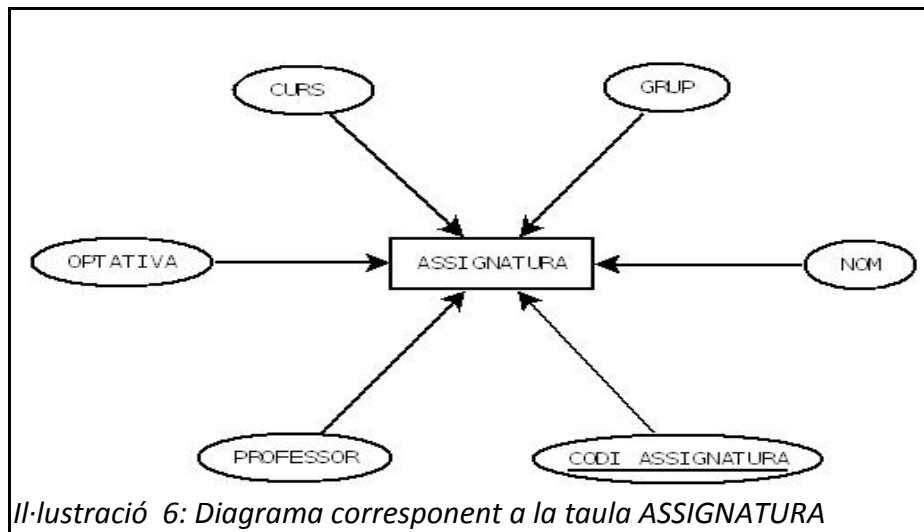 CURS
GRUP
OPTATIVA
ASSIGNATURA
NOM
PROFESSOR
CODI ASSIGNATURA
Il·lustració 6: Diagrama corresponent a la taula ASSIGNATURA